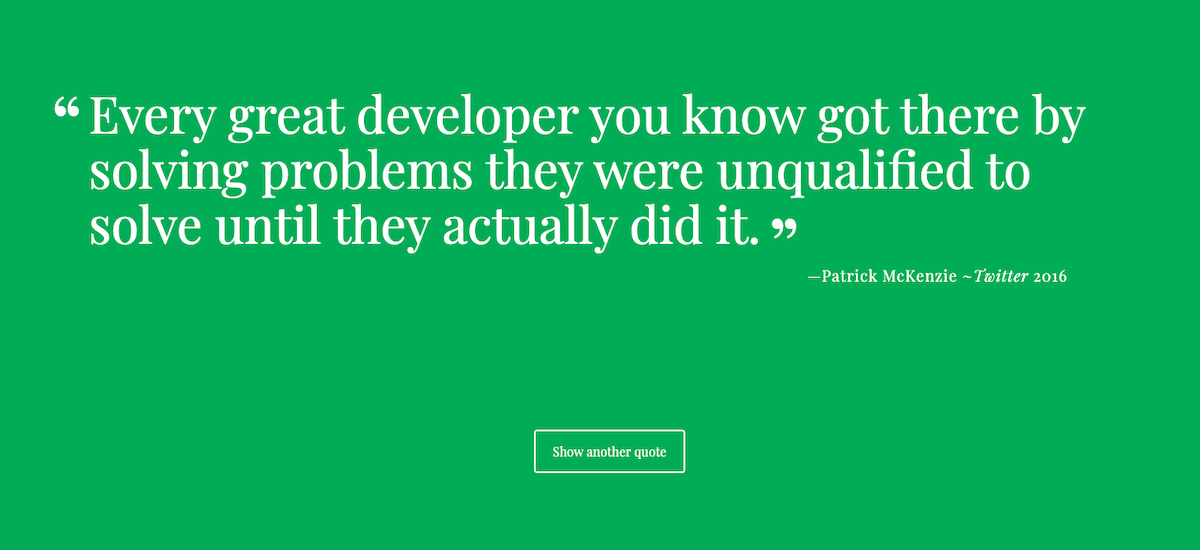 “ Every great developer you know got there by
solving problems they were unqualified to
solve until they actually did it. ”
—Patrick McKenzie ~Twitter 2016
Show another quote